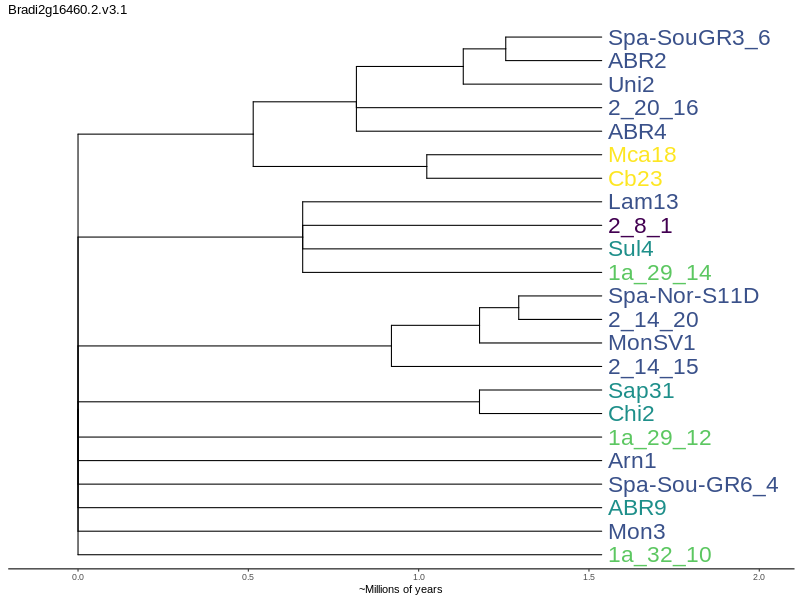 Bradi2g16460.2.v3.1
Spa-SouGR3_6
ABR2
Uni2
2_20_16
ABR4
Mca18
Cb23
Lam13
2_8_1
Sul4
1a_29_14
Spa-Nor-S11D
2_14_20
MonSV1
2_14_15
Sap31
Chi2
1a_29_12
Arn1
Spa-Sou-GR6_4
ABR9
Mon3
1a_32_10
0.0 0.5 1.0 1.5 2.0
~Millions of years